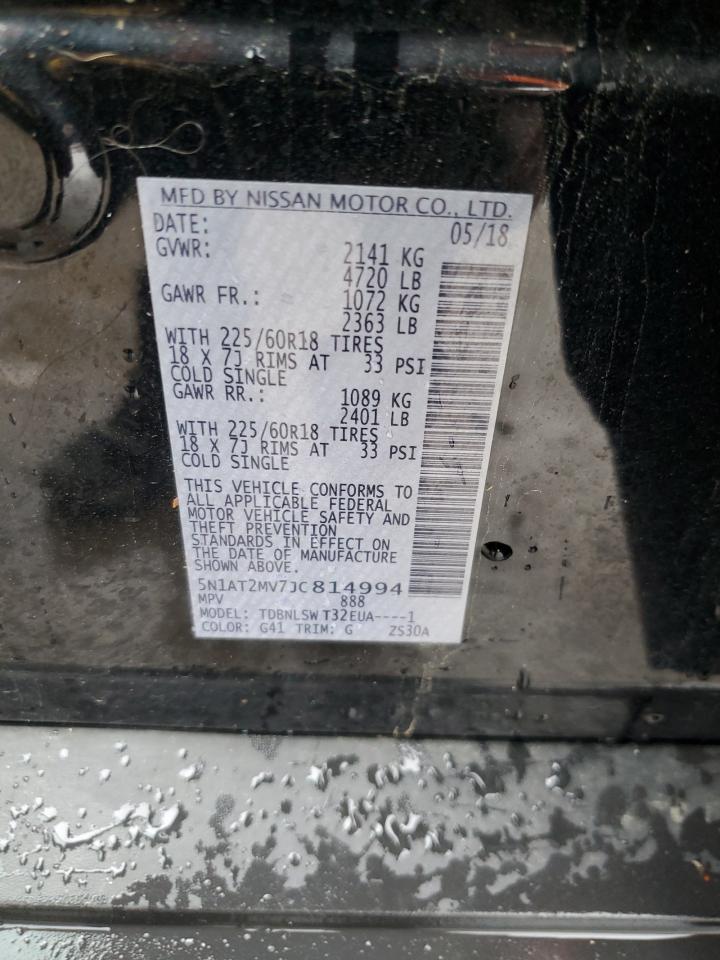 MFD BY NISSAN MOTOR CO., LTD.
DATE: 05/18
GVWR: 2141 KG
4720 LB
GAWR FR.: 1072 KG
2363 LB
WITH 225/60R18 TIRES
18 X 7J RIMS AT 33 PSI
COLD SINGLE
GAWR RR.: 1089 KG
2401 LB
WITH 225/60R18 TIRES
18 X 7J RIMS AT 33 PSI
COLD SINGLE
THIS VEHICLE CONFORMS TO
ALL APPLICABLE FEDERAL
MOTOR VEHICLE SAFETY AND
THEFT PREVENTION
STANDARDS IN EFFECT ON
THE DATE OF MANUFACTURE
SHOWN ABOVE.
5N1AT2MV7JC814994
MPV 888
MODEL: TDBNLSW T32EUA----1
COLOR: G41 TRIM: G ZS30A